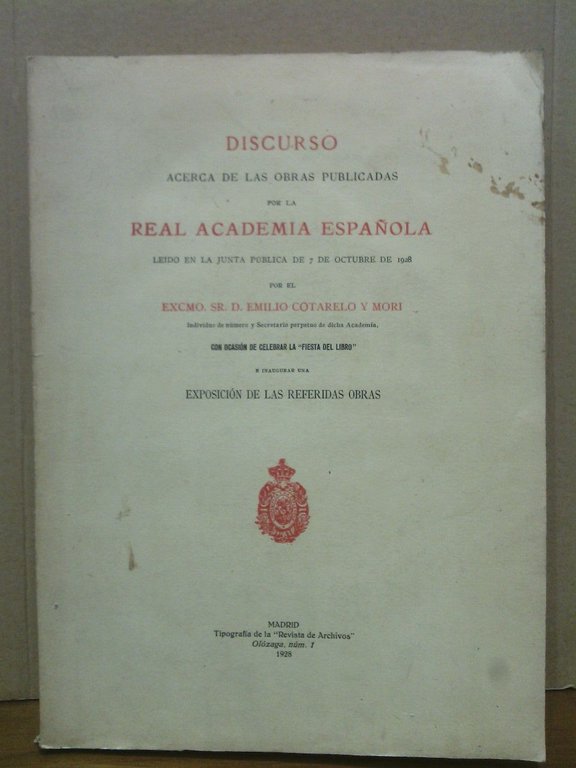 DISCURSO
ACERCA DE LAS OBRAS PUBLICADAS
POR LA
REAL ACADEMIA ESPAÑOLA
LEIDO EN LA JUNTA PÚBLICA DE 7 DE OCTUBRE DE 1928
POR EL
EXCMO. SR. D. EMILIO COTARELO Y MORI
Individuo de número y Secretario perpetuo de dicha Academia,
CON OCASIÓN DE CELEBRAR LA "FIESTA DEL LIBRO"
E INAUGURAR UNA
EXPOSICIÓN DE LAS REFERIDAS OBRAS
MADRID
Tipografía de la "Revista de Archivos"
Olózaga, núm. 1
1928